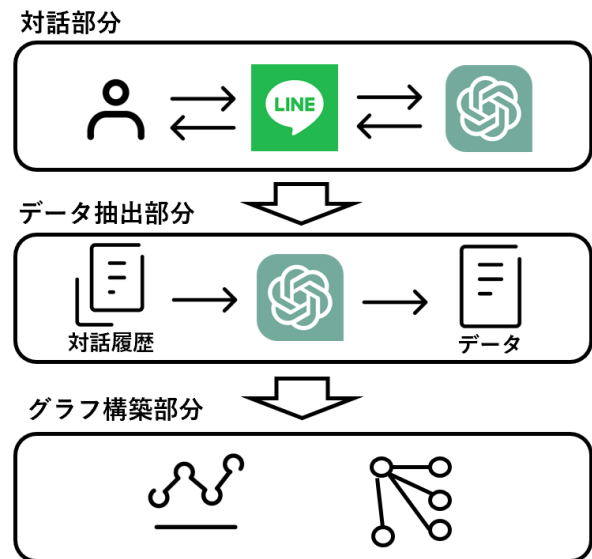 対話部分
LINE
データ抽出部分
対話履歴
データ
グラフ構築部分